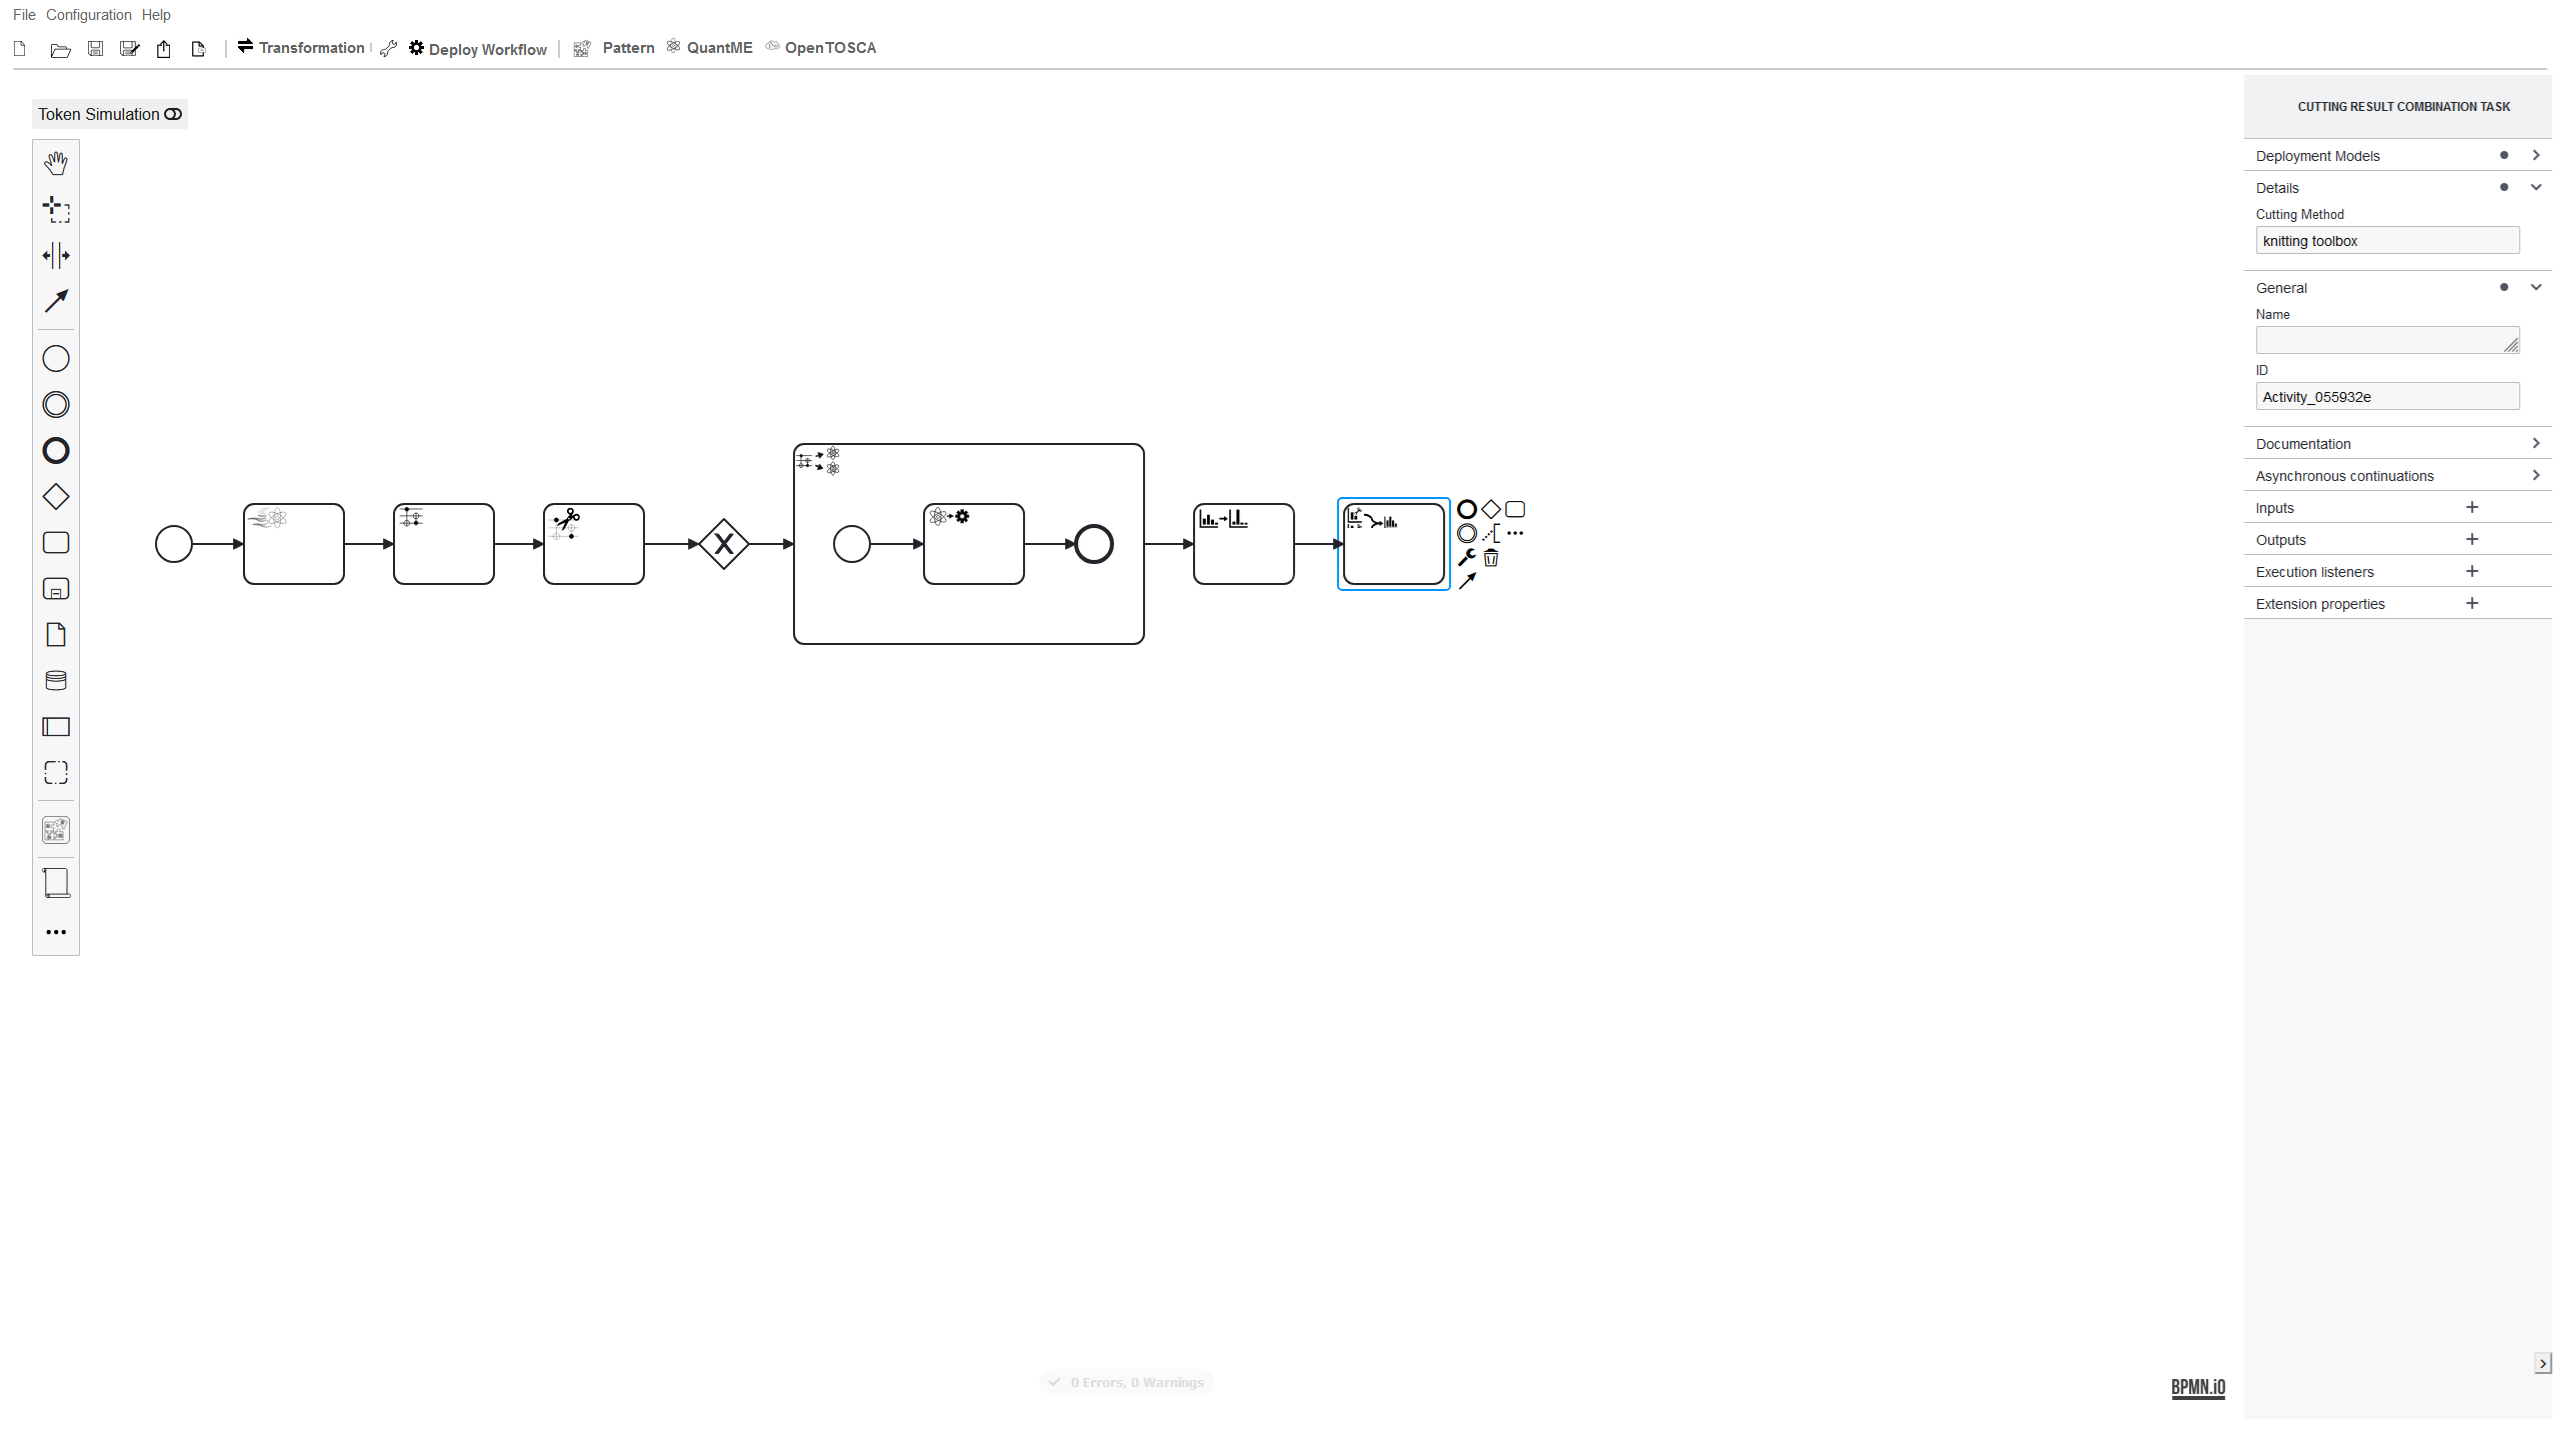 File Configuration Help
Transformation Deploy Workflow Pattern QuantME OpenTOSCA
Token Simulation
CUTTING RESULT COMBINATION TASK
Deployment Models
Details
Cutting Method
knitting toolbox
General
Name
ID
Activity_055932e
Documentation
Asynchronous continuations
Inputs
Outputs
Execution listeners
Extension properties
0 Errors, 0 Warnings
BPMN.iO